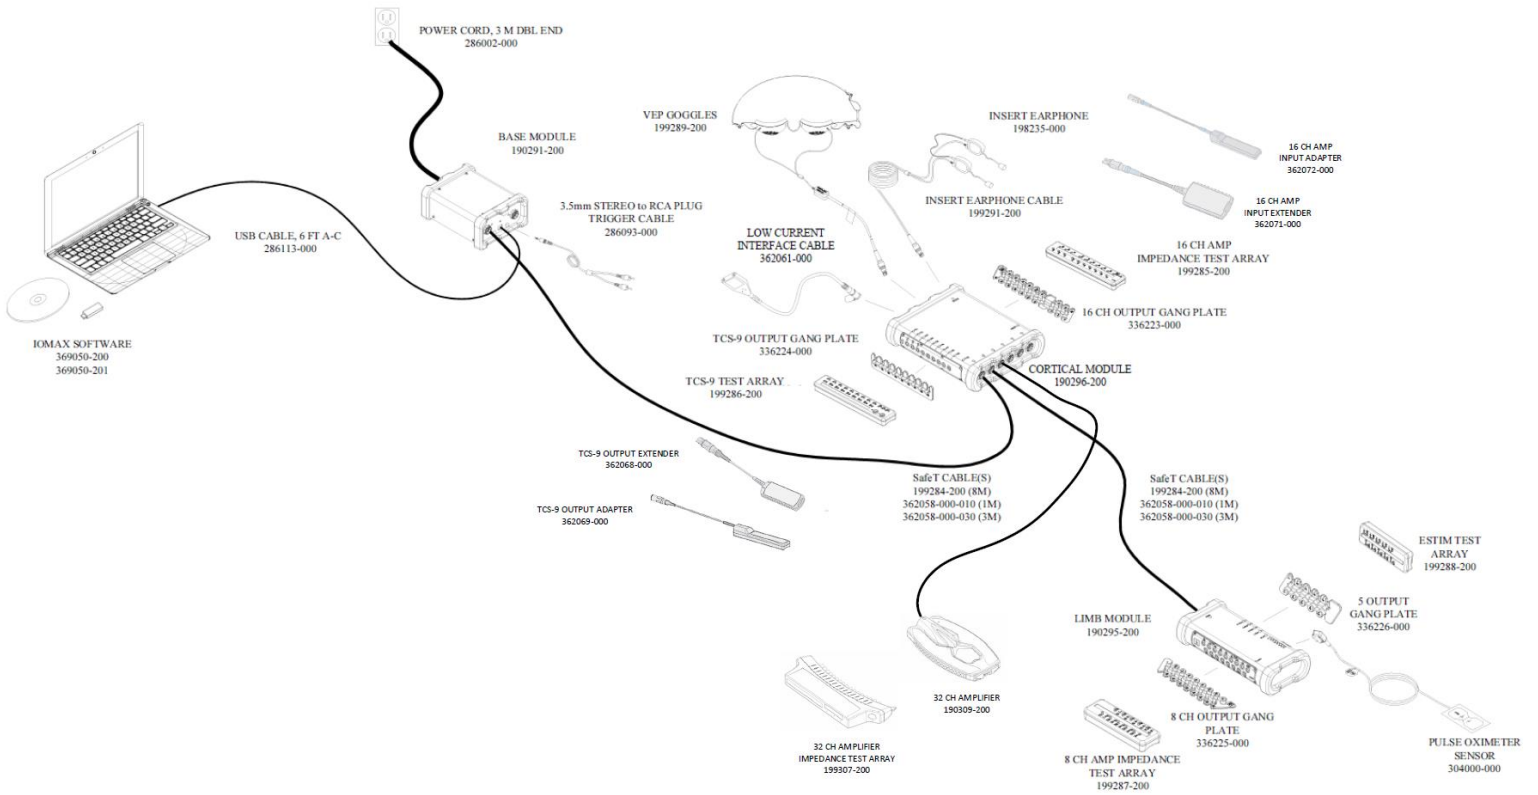 POWER CORD, 3 M DBL END
286002-000
BASE MODULE
190291-200
VEP GOGGLES
199289-200
INSERT EARPHONE
198235-000
16 CH AMP
INPUT ADAPTER
362072-000
16 CH AMP
INPUT EXTENDER
362071-000
INSERT EARPHONE CABLE
199291-200
3.5mm STEREO to RCA PLUG
TRIGGER CABLE
286093-000
USB CABLE, 6 FT A-C
286113-000
LOW CURRENT
INTERFACE CABLE
362061-000
16 CH AMP
IMPEDANCE TEST ARRAY
199285-200
16 CH OUTPUT GANG PLATE
336223-000
IOMAX SOFTWARE
369050-200
369050-201
TCS-9 OUTPUT GANG PLATE
336224-000
TCS-9 TEST ARRAY
199286-200
CORTICAL MODULE
190296-200
TCS-9 OUTPUT EXTENDER
362068-000
TCS-9 OUTPUT ADAPTER
362069-000
SafeT CABLE(S)
199284-200 (8M)
362058-000-010 (1M)
362058-000-030 (3M)
SafeT CABLE(S)
199284-200 (8M)
362058-000-010 (1M)
362058-000-030 (3M)
ESTIM TEST
ARRAY
199288-200
5 OUTPUT
GANG PLATE
336226-000
LIMB MODULE
190295-200
32 CH AMPLIFIER
190309-200
32 CH AMPLIFIER
IMPEDANCE TEST ARRAY
199307-200
8 CH OUTPUT GANG
PLATE
336225-000
8 CH AMP IMPEDANCE
TEST ARRAY
199287-200
PULSE OXIMETER
SENSOR
304000-000